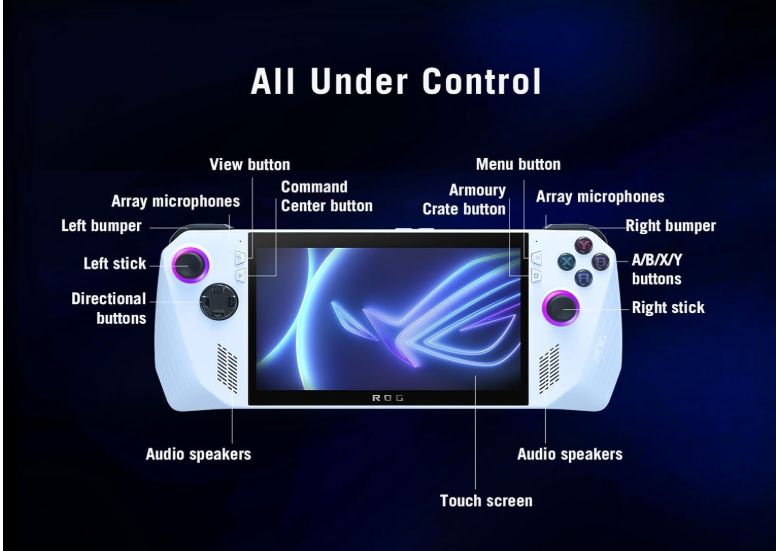 All Under Control
View button
Menu button
Command
Center button
Armoury
Crate button
Array microphones
Array microphones
Left bumper
Right bumper
Left stick
A/B/X/Y
buttons
Directional
buttons
Right stick
Y
X
ROG
Audio speakers
Audio speakers
Touch screen